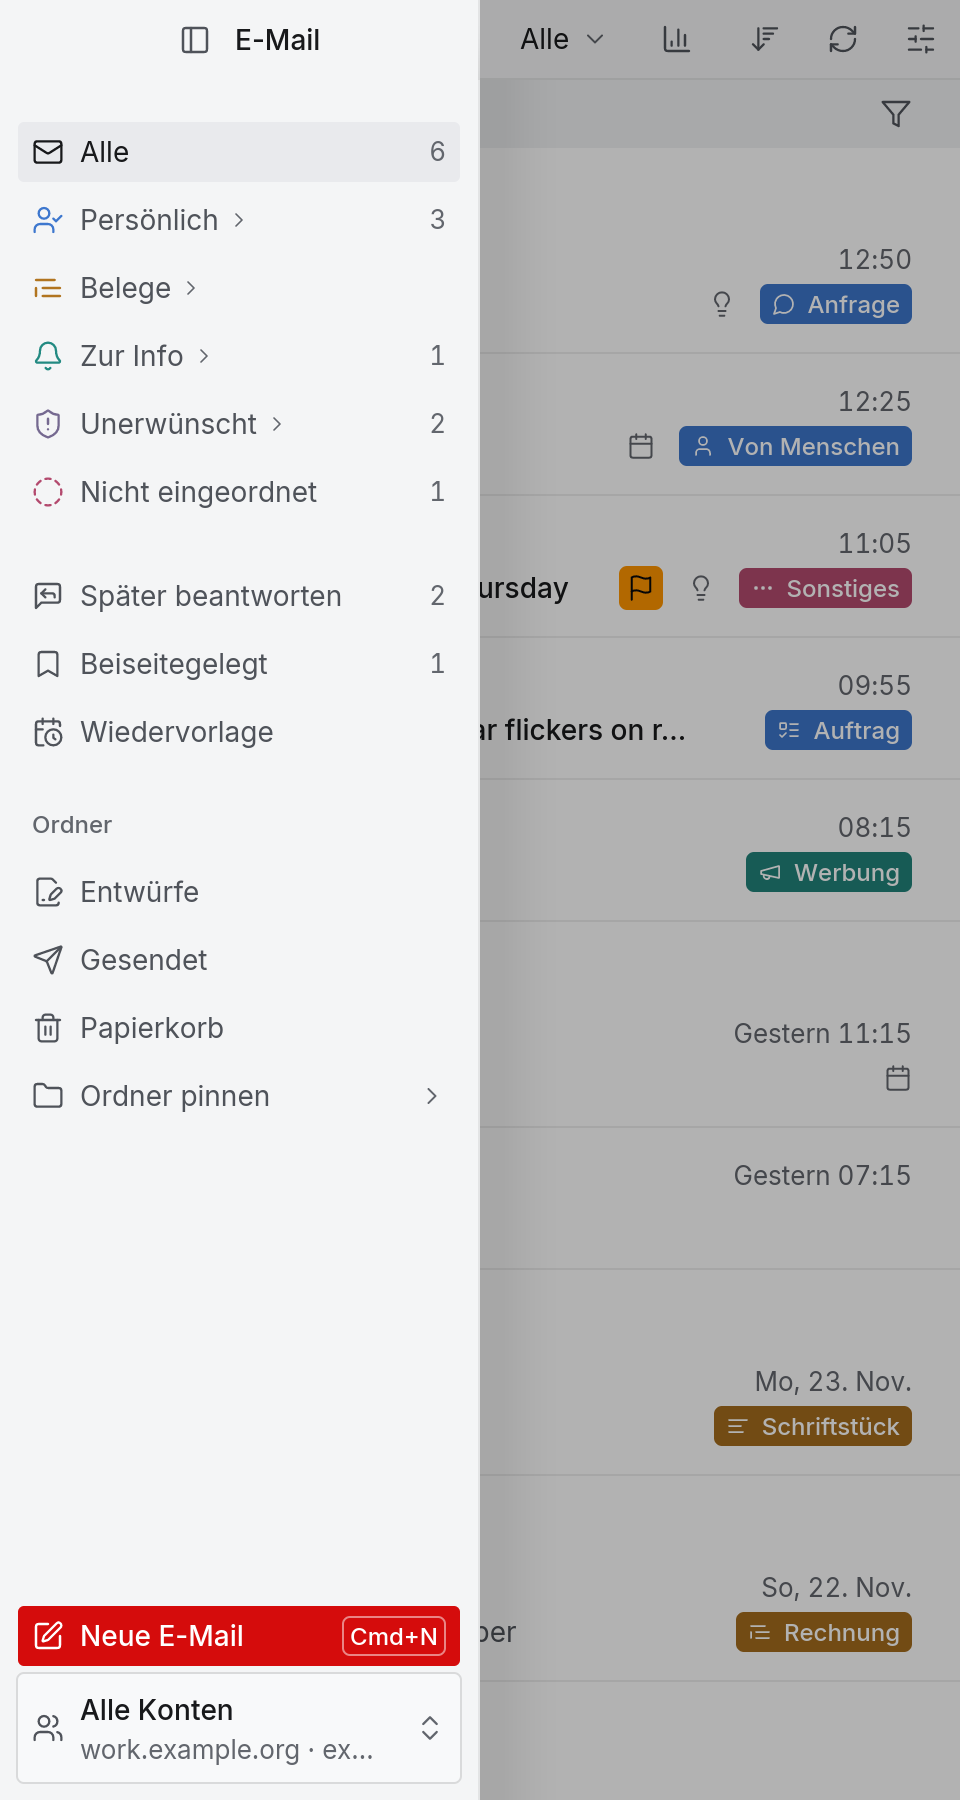 E-Mail
Alle
Alle 6
Persönlich 3
Belege
Zur Info 1
Unerwünscht 2
Nicht eingeordnet 1
Später beantworten 2
Beiseitegelegt 1
Wiedervorlage
Ordner
Entwürfe
Gesendet
Papierkorb
Ordner pinnen
Neue E-Mail Cmd+N
Alle Konten
work.example.org · ex...
12:50
Anfrage
12:25
Von Menschen
11:05
ursday Sonstiges
09:55
ar flickers on r... Auftrag
08:15
Werbung
Gestern 11:15
Gestern 07:15
Mo, 23. Nov.
Schriftstück
So, 22. Nov.
ber Rechnung